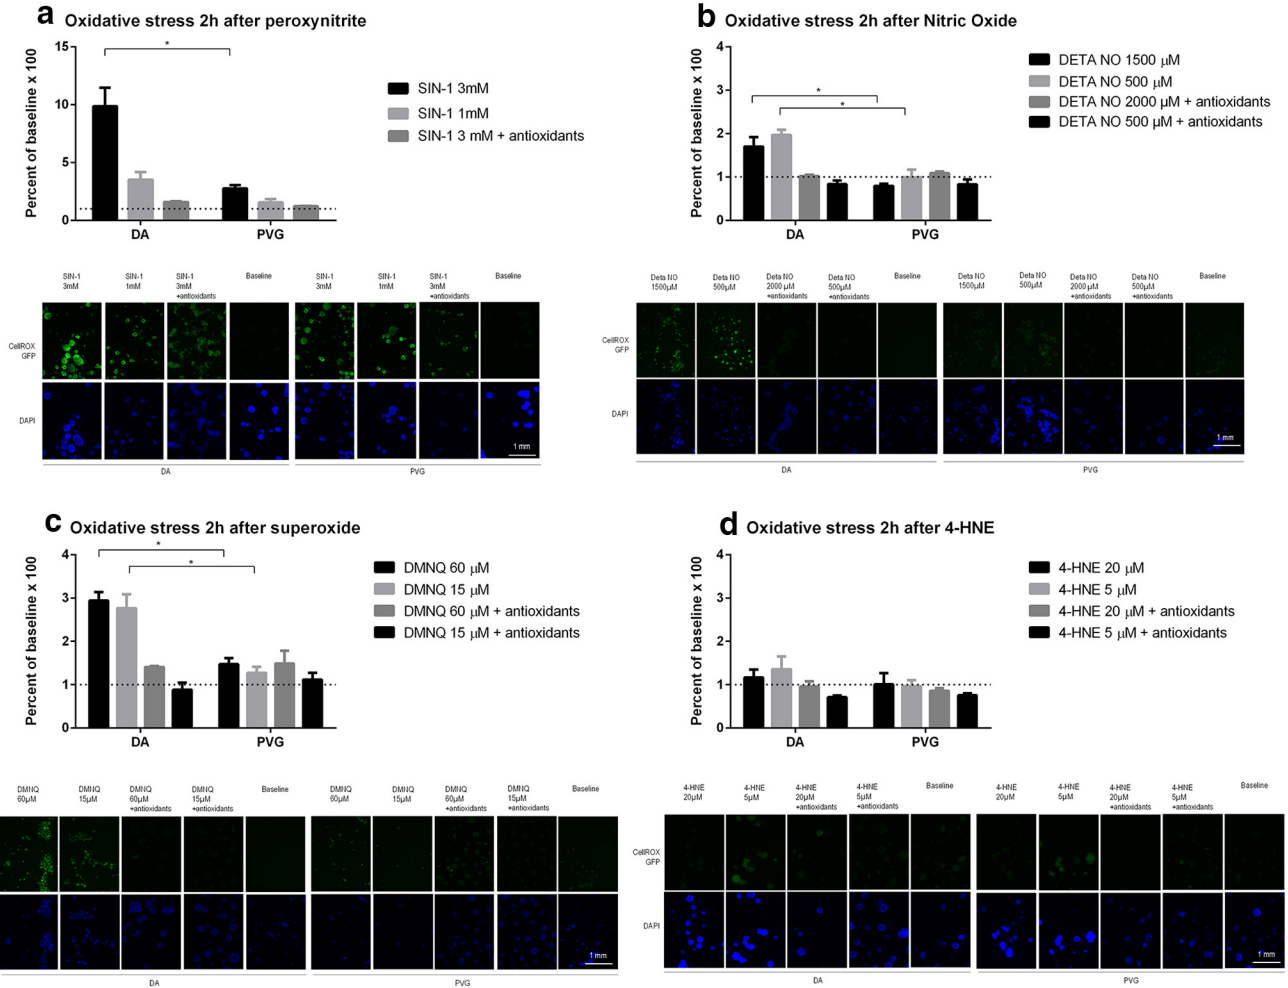 a Oxidative stress 2h after peroxynitrite
15
10
5
0
Percent of baseline x 100
*
DA PVG
SIN-1 3mM
SIN-1 1mM
SIN-1 3 mM + antioxidants
SIN-1 SIN-1 SIN-1 Baseline SIN-1 SIN-1 SIN-1 Baseline
3mM 1mM 3mM 3mM 1mM 3mM
+antioxidants +antioxidants
CellROX
GFP
DAPI
1 mm
DA PVG
b Oxidative stress 2h after Nitric Oxide
4
3
2
1
0
Percent of baseline x 100
*
*
DA PVG
DETA NO 1500 µM
DETA NO 500 µM
DETA NO 2000 µM + antioxidants
DETA NO 500 µM + antioxidants
Deta NO Deta NO Deta NO Deta NO Baseline Deta NO Deta NO Deta NO Deta NO Baseline
1500µM 500µM 2000 µM 500µM 1500µM 500µM 2000 µM 500µM
+antioxidants +antioxidants +antioxidants +antioxidants
CellROX
GFP
DAPI
1 mm
DA PVG
c Oxidative stress 2h after superoxide
4
3
2
1
0
Percent of baseline x 100
*
*
DA PVG
DMNQ 60 µM
DMNQ 15 µM
DMNQ 60 µM + antioxidants
DMNQ 15 µM + antioxidants
DMNQ DMNQ DMNQ DMNQ Baseline DMNQ DMNQ DMNQ DMNQ Baseline
60µM 15µM 60µM 15µM 60µM 15µM 60µM 15µM
+antioxidants +antioxidants +antioxidants +antioxidants
1 mm
DA PVG
d Oxidative stress 2h after 4-HNE
4
3
2
1
0
Percent of baseline x 100
DA PVG
4-HNE 20 µM
4-HNE 5 µM
4-HNE 20 µM + antioxidants
4-HNE 5 µM + antioxidants
4-HNE 4-HNE 4-HNE 4-HNE Baseline 4-HNE 4-HNE 4-HNE 4-HNE Baseline
20µM 5µM 20µM 5µM 20µM 5µM 20µM 5µM
+antioxidants +antioxidants +antioxidants +antioxidants
CellROX
GFP
DAPI
1 mm
DA PVG